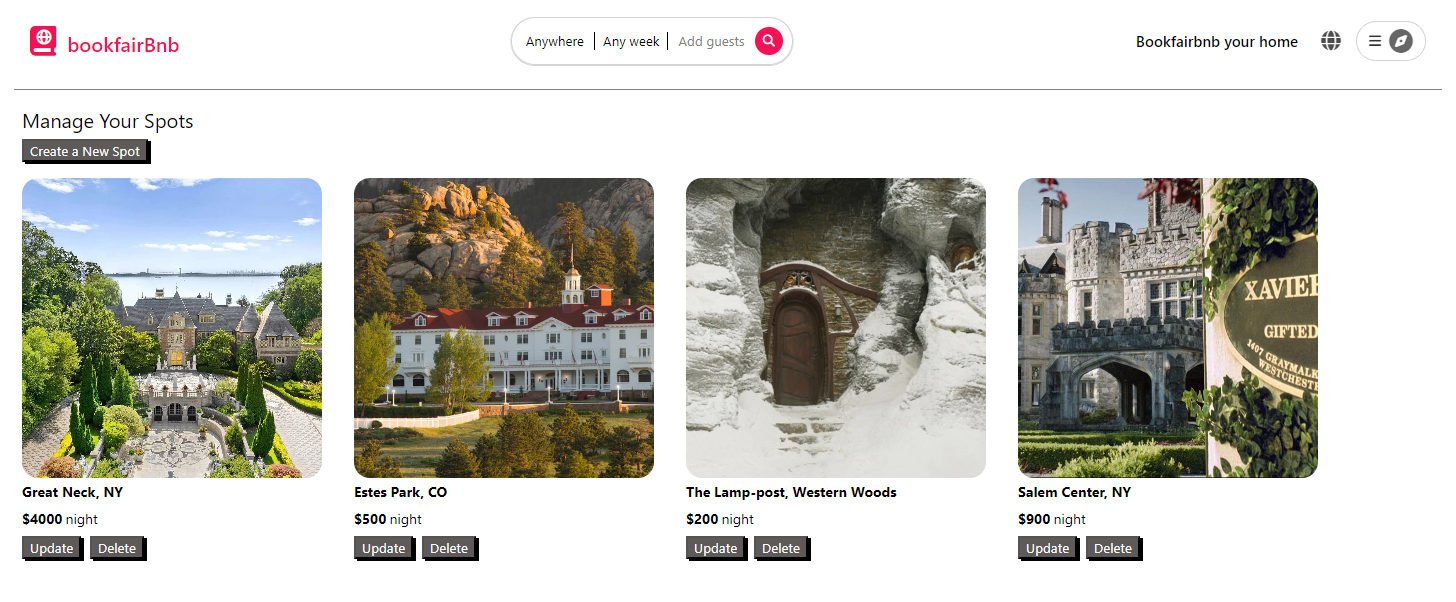 bookfairBnb
Anywhere Any week Add guests
Bookfairbnb your home
Manage Your Spots
Create a New Spot
XAVIER
GIFTED
1407 GRAYMALK
WESTCHEST
Great Neck, NY
$4000 night
Update Delete
Estes Park, CO
$500 night
Update Delete
The Lamp-post, Western Woods
$200 night
Update Delete
Salem Center, NY
$900 night
Update Delete